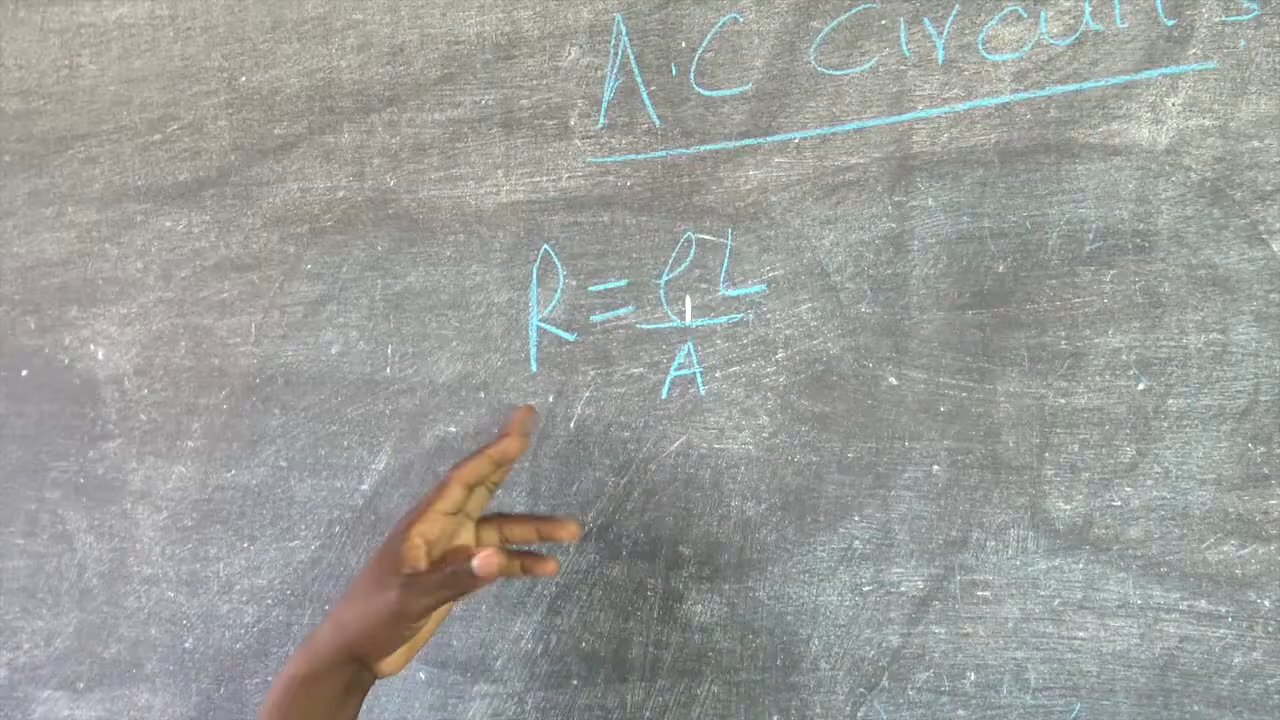 A.C Circuits
R = ρL
A